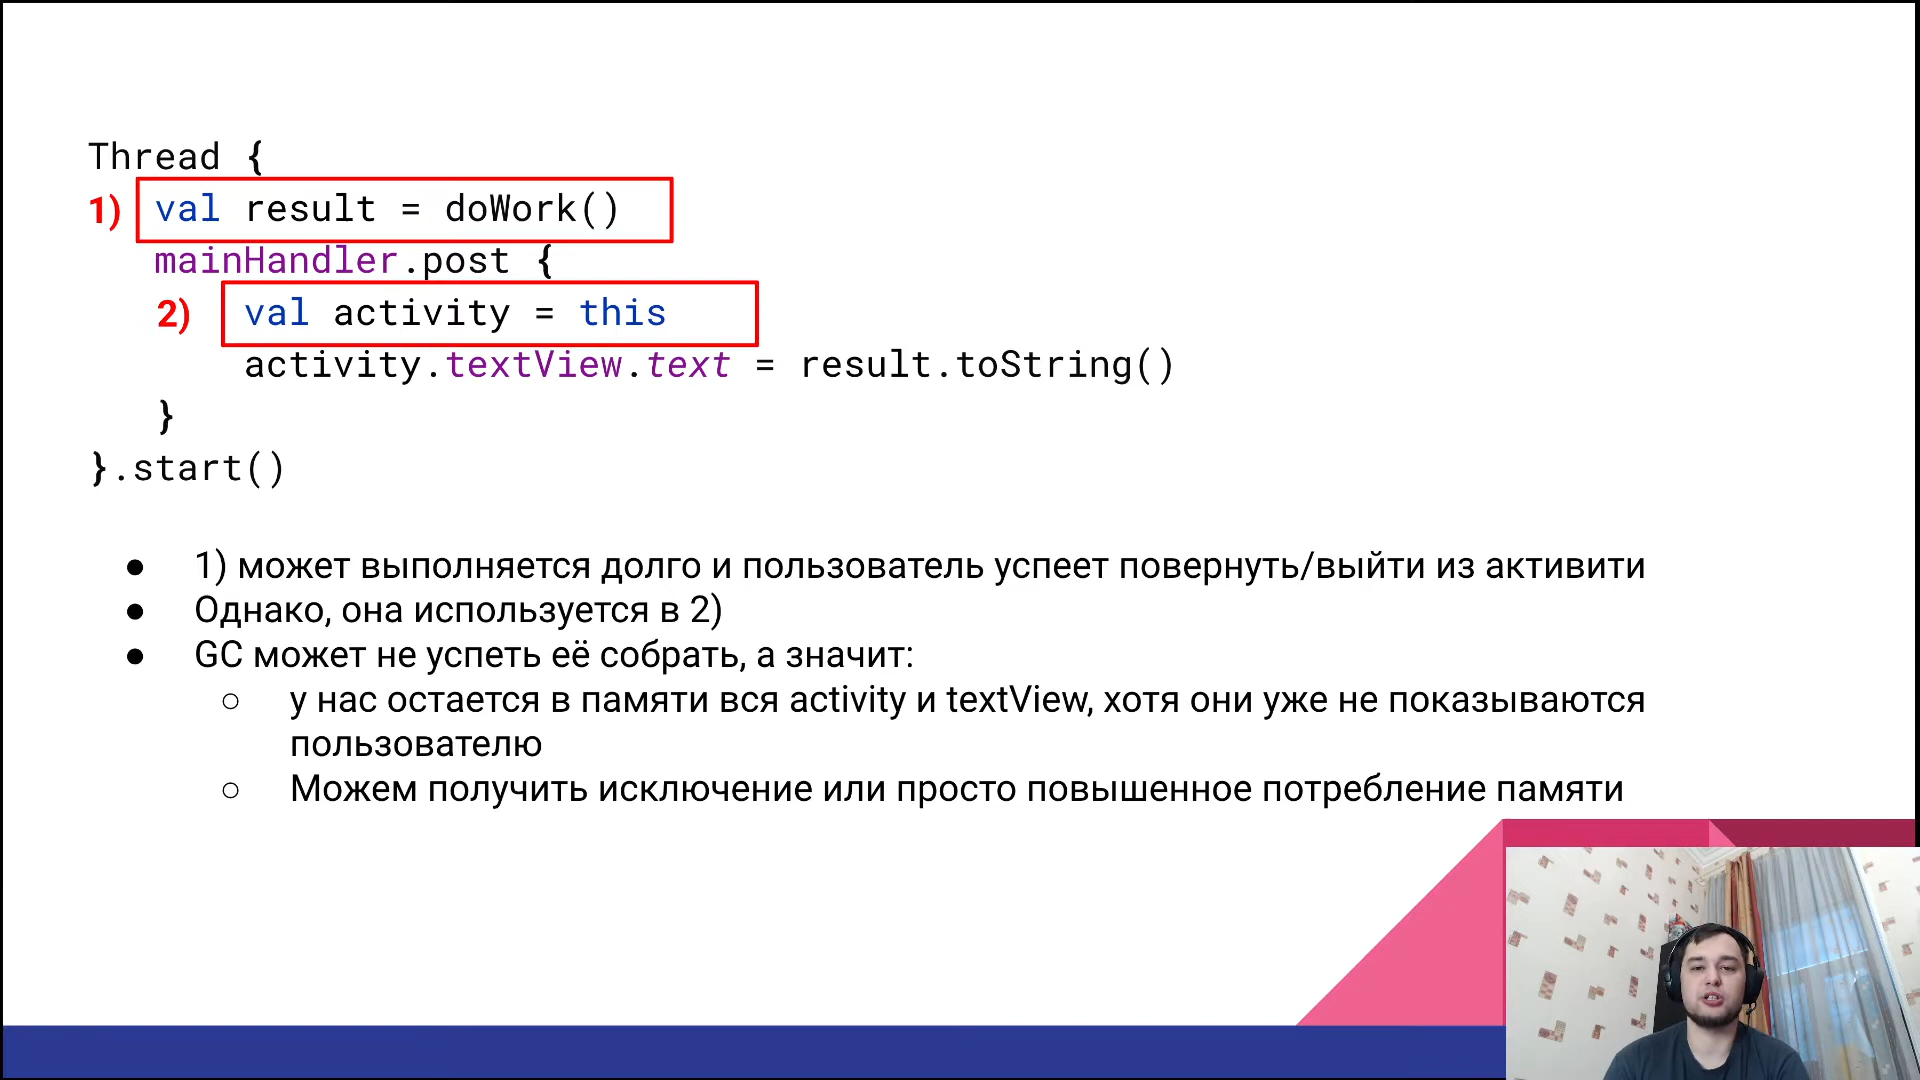 Thread {
1) val result = doWork()
mainHandler.post {
2) val activity = this
activity.textView.text = result.toString()
}
}.start()
● 1) может выполняется долго и пользователь успеет повернуть/выйти из активити
● Однако, она используется в 2)
● GC может не успеть её собрать, а значит:
○ у нас остается в памяти вся activity и textView, хотя они уже не показываются
пользователю
○ Можем получить исключение или просто повышенное потребление памяти